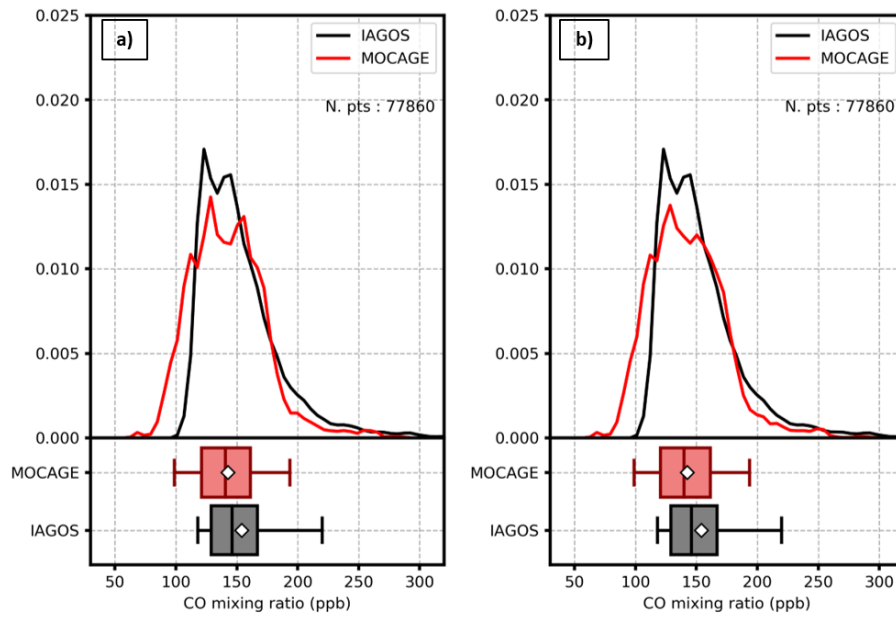 a)
IAGOS
MOCAGE
N. pts : 77860
0.025
0.020
0.015
0.010
0.005
0.000
MOCAGE
IAGOS
50 100 150 200 250 300
CO mixing ratio (ppb)
b)
IAGOS
MOCAGE
N. pts : 77860
0.025
0.020
0.015
0.010
0.005
0.000
MOCAGE
IAGOS
50 100 150 200 250 300
CO mixing ratio (ppb)